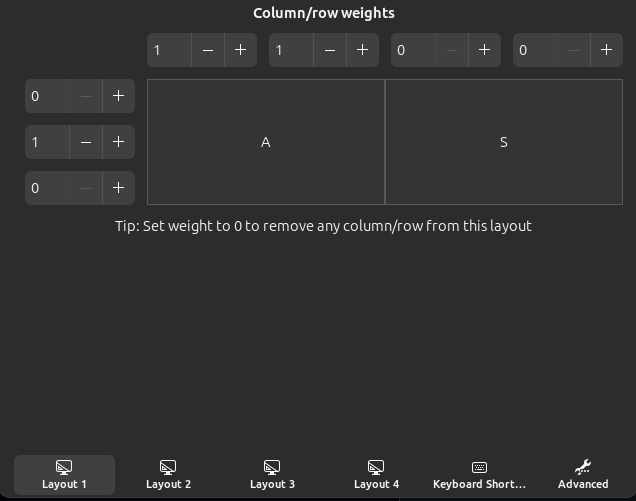 Column/row weights
1 1 0 0
0
1
A S
0
Tip: Set weight to 0 to remove any column/row from this layout
Layout 1 Layout 2 Layout 3 Layout 4 Keyboard Short... Advanced